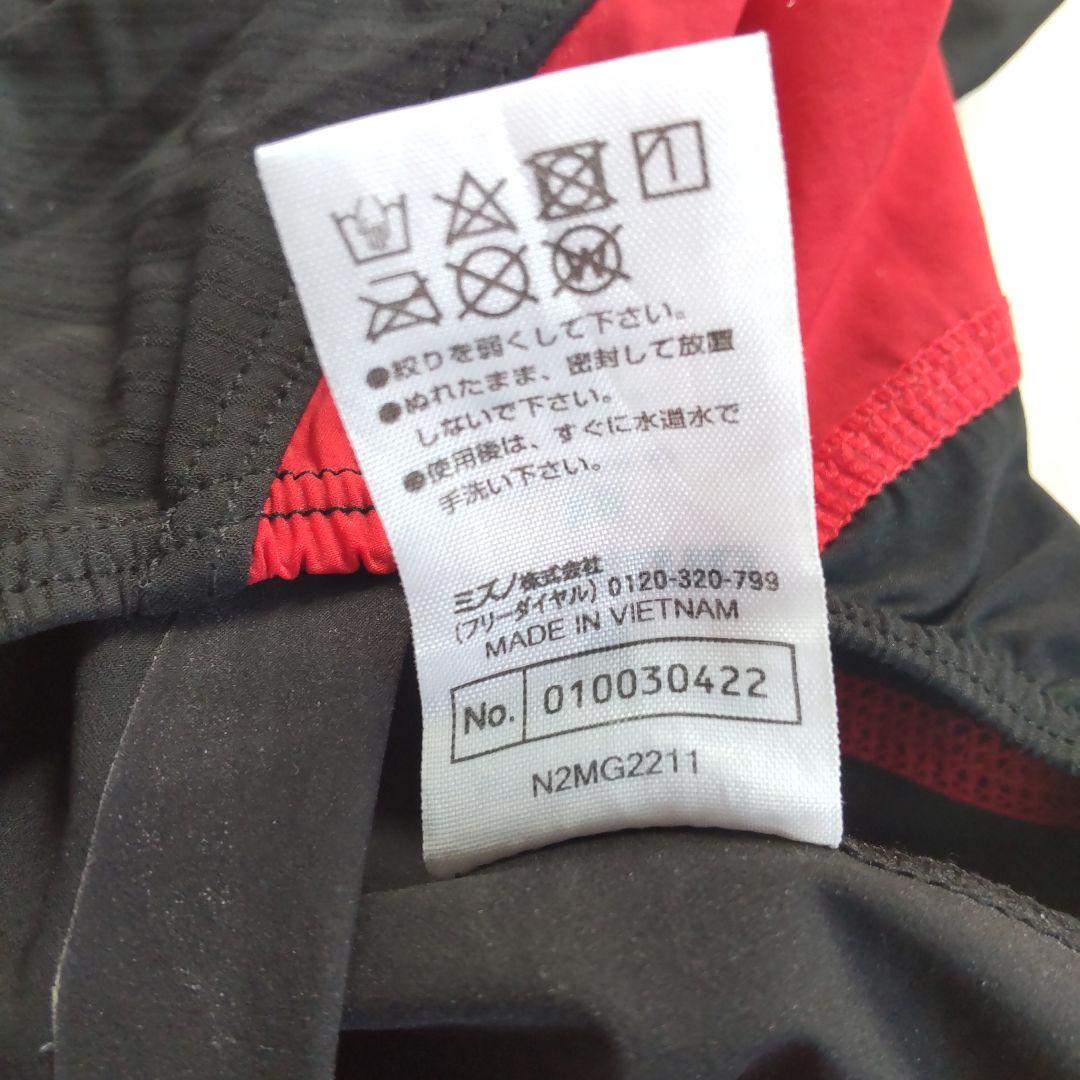 ●絞りを弱くして下さい。
●ぬれたまま、密封して放置
しないで下さい。
●使用後は、すぐに水道水で
手洗い下さい。
ミズノ株式会社
(フリーダイヤル) 0120-320-799
MADE IN VIETNAM
No. 010030422
N2MG2211